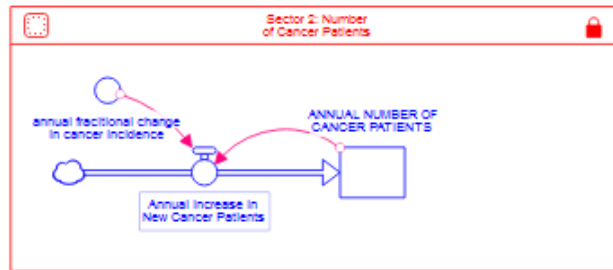 Sector 2: Number
of Cancer Patients
annual fracitional change
in cancer incidence
ANNUAL NUMBER OF
CANCER PATIENTS
Annual Increase in
New Cancer Patients